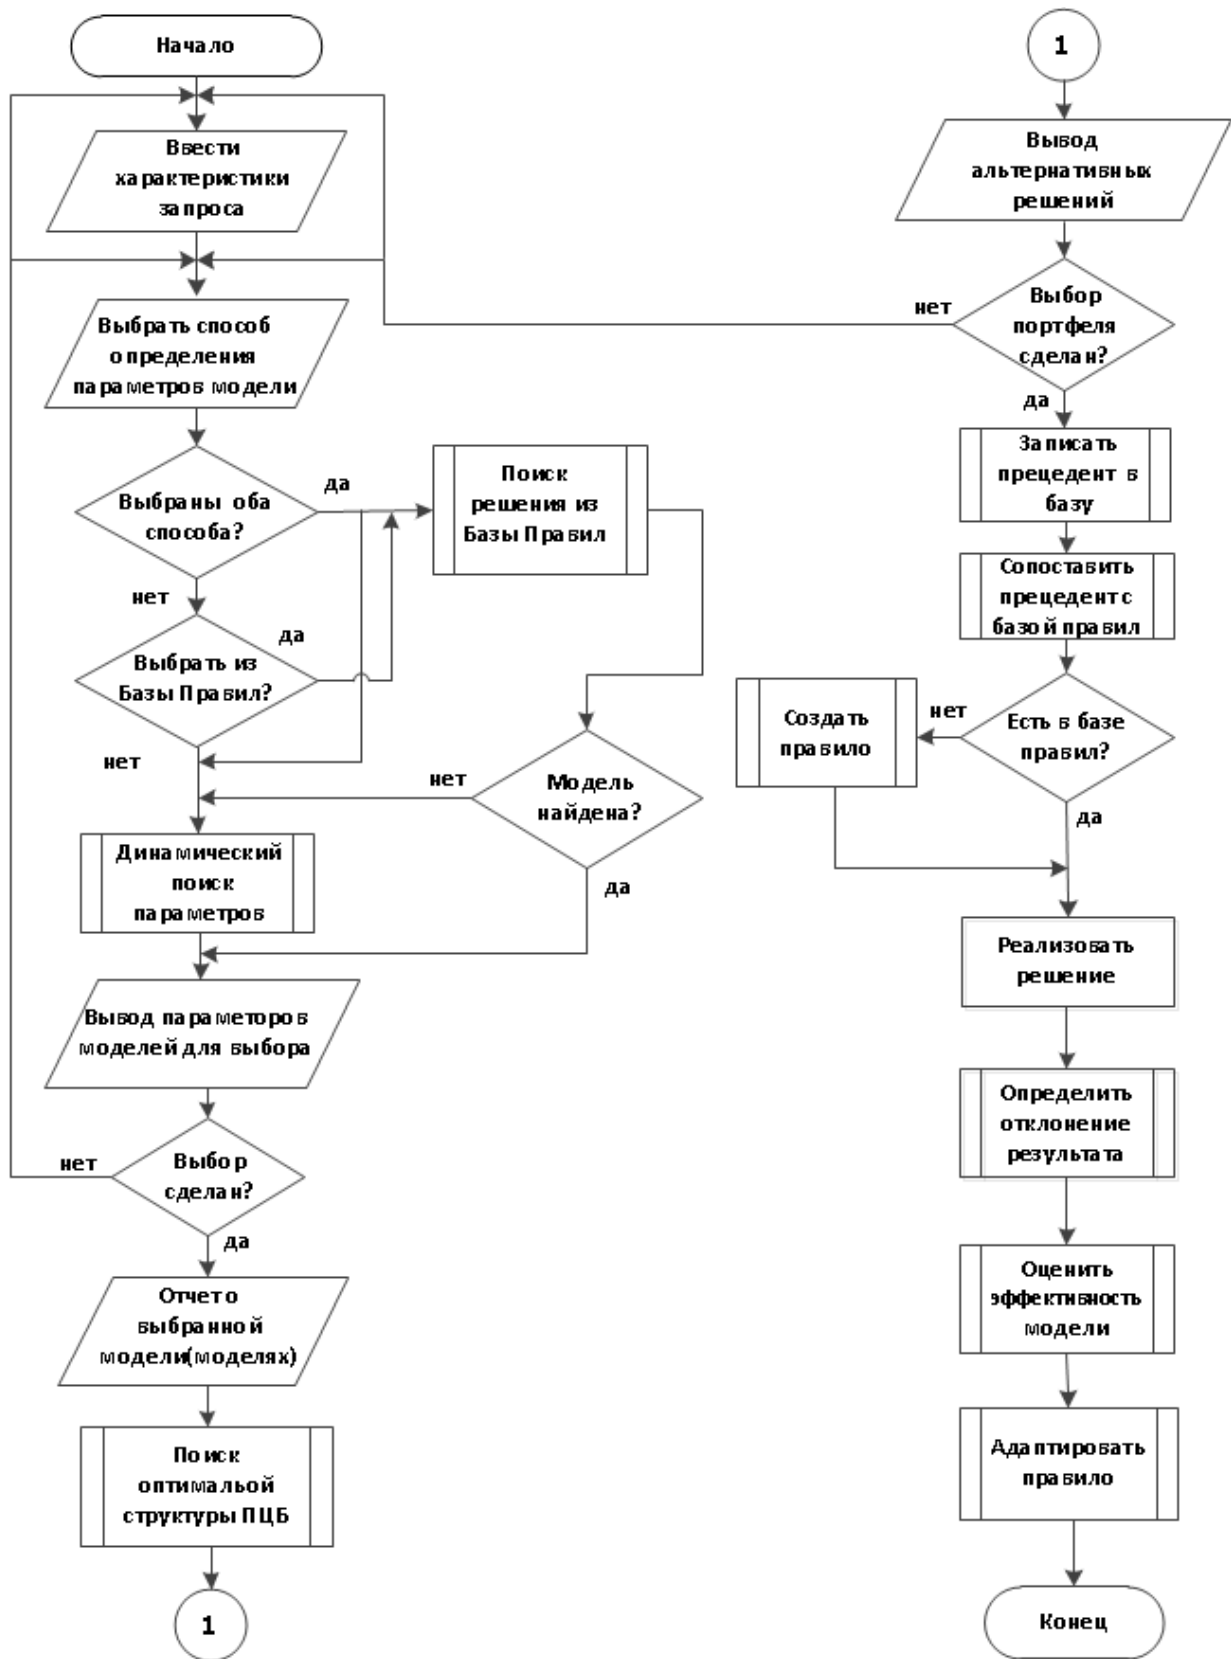 Начало
Ввести
характеристики
запроса
Выбрать способ
определения
параметров модели
Выбраны оба
способа?
да
нет
Поиск
решения из
Базы Правил
Выбрать из
Базы Правил?
да
нет
Модель
найдена?
нет
да
Динамический
поиск
параметров
Вывод параметоров
моделей для выбора
Выбор
сделан?
нет
да
Отчет о
выбранной
модели(моделях)
Поиск
оптимальой
структуры ПЦБ
1
1
Вывод
альтернативных
решений
Выбор
портфеля
сделан?
нет
да
Записать
прецедент в
базу
Сопоставить
прецедент с
базой правил
Есть в базе
правил?
нет
да
Создать
правило
Реализовать
решение
Определить
отклонение
результата
Оценить
эффективность
модели
Адаптировать
правило
Конец